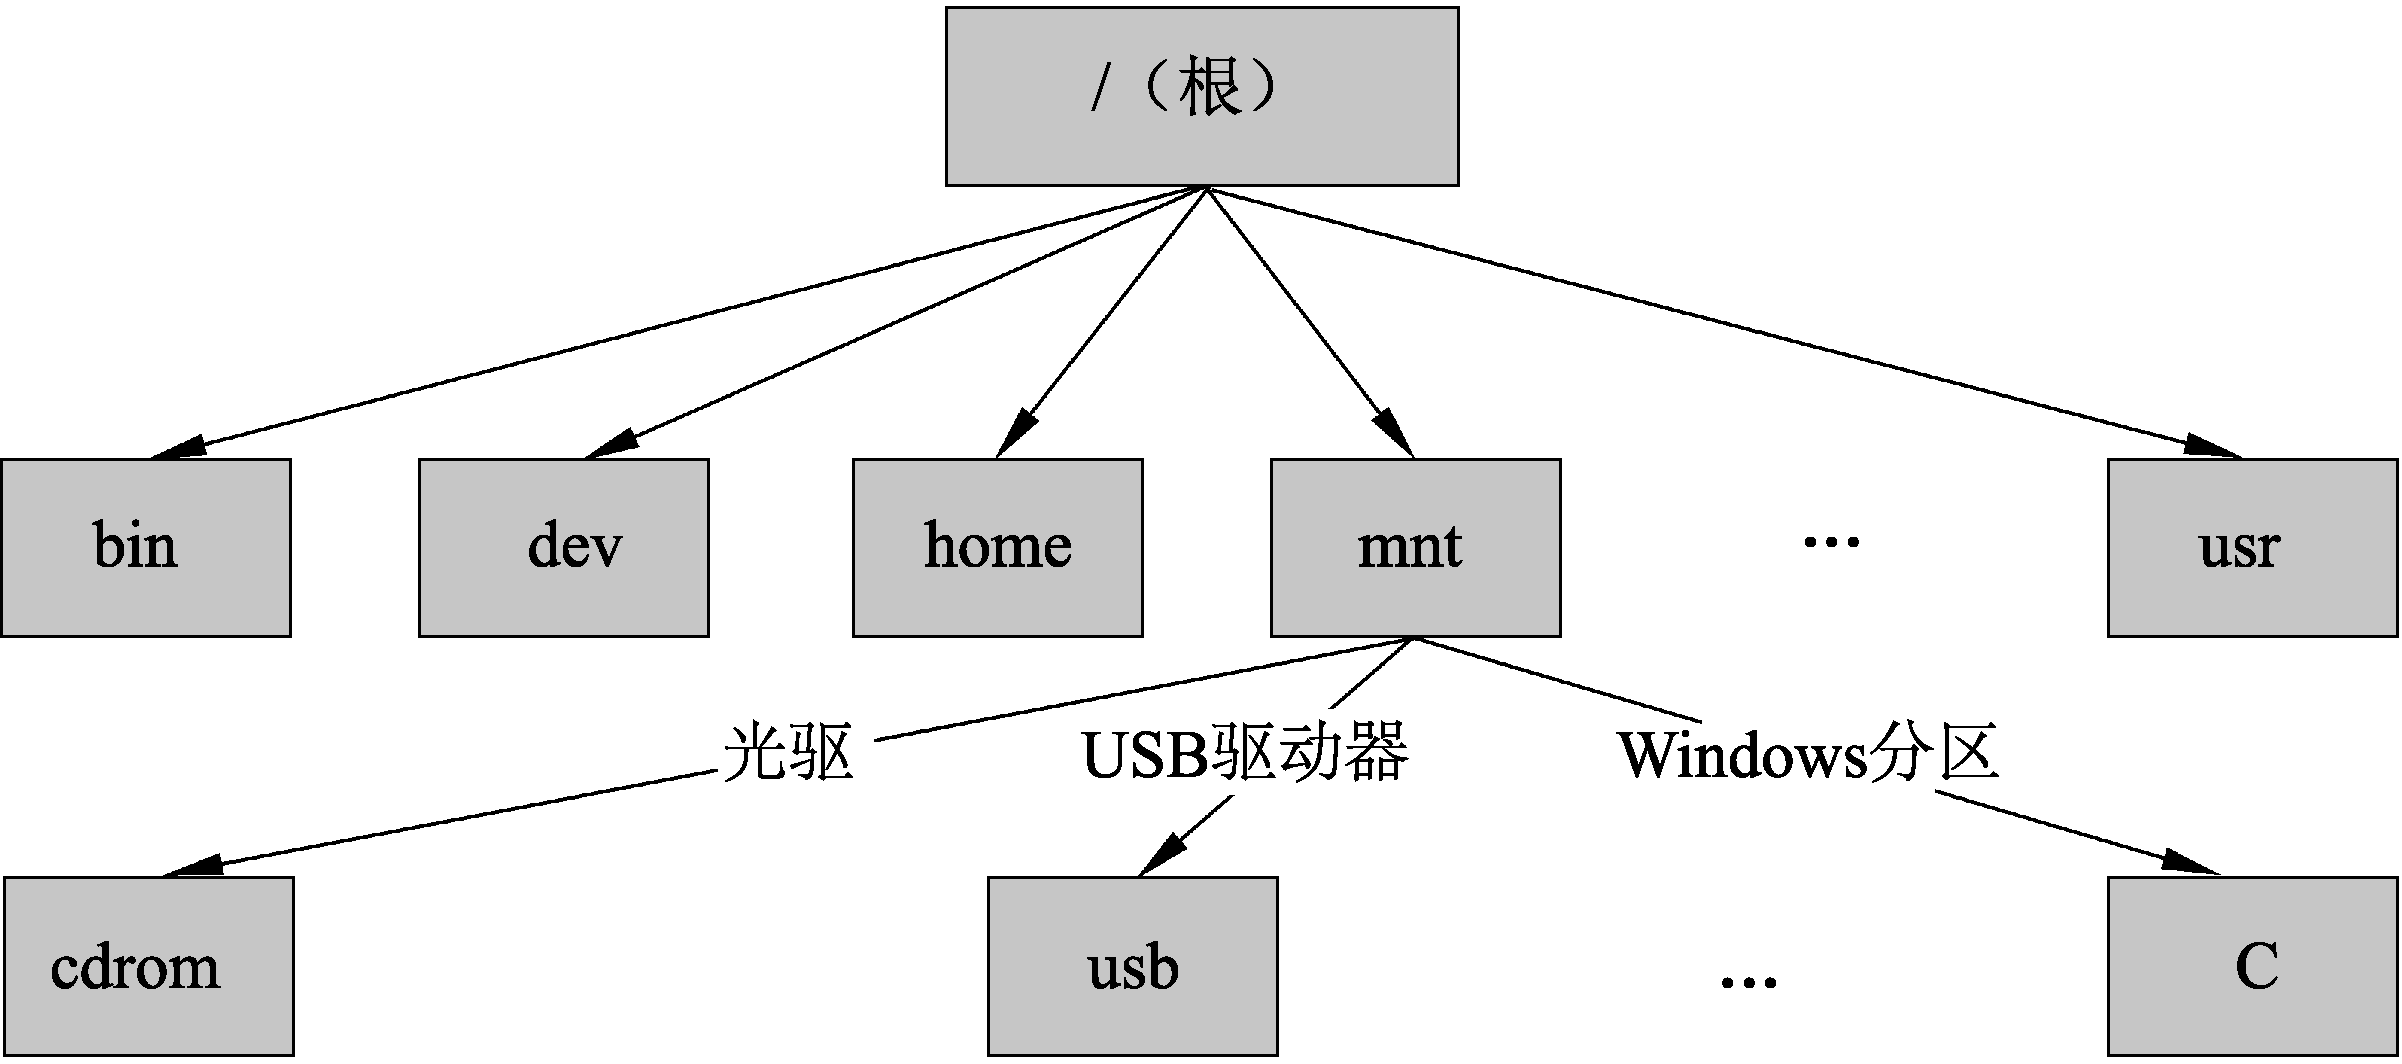 /（根）
bin dev home mnt ... usr
光驱 USB驱动器 Windows分区
cdrom usb ... C